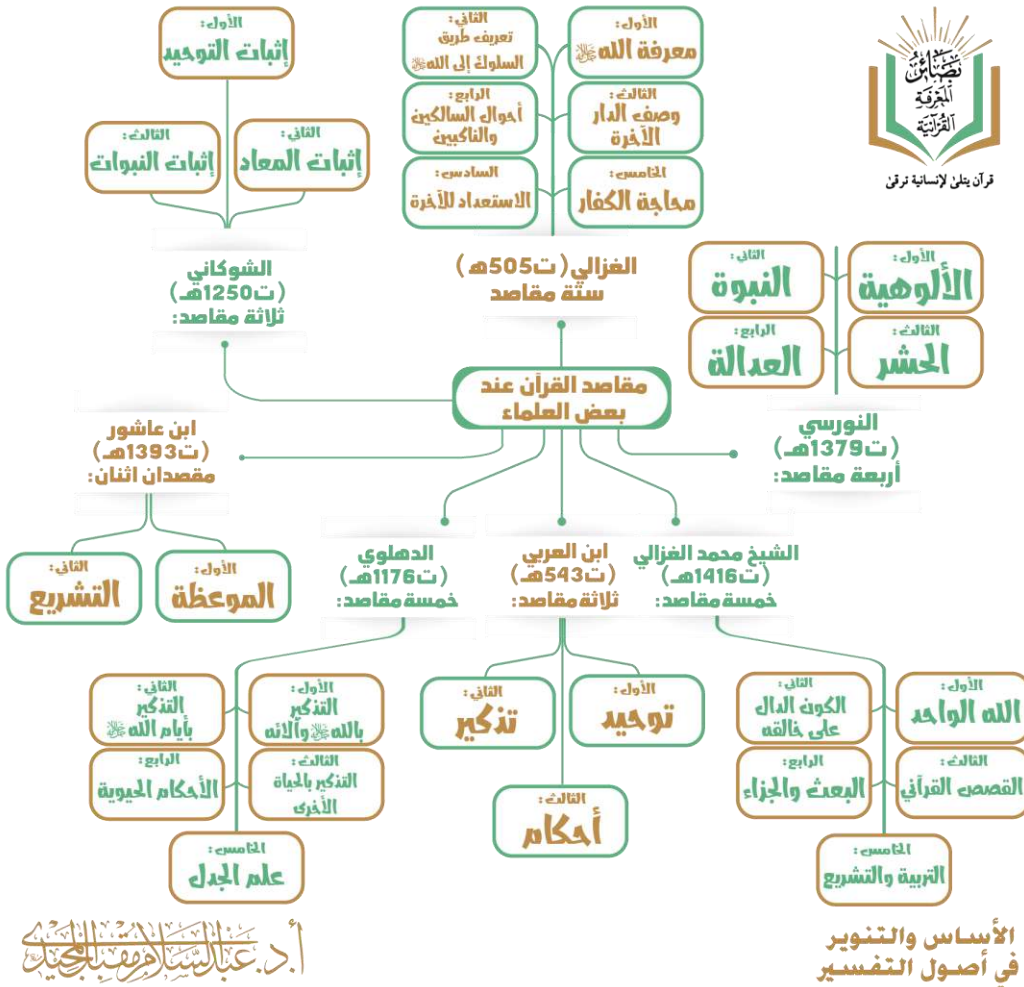 بصائر
المعرفة
القرآنية
قرآن يتلى لإنسانية ترقى
مقاصد القرآن عند
بعض العلماء
الغزالي (ت505هـ)
ستة مقاصد
الأول:
معرفة الله ﷻ
الثاني:
تعريف طريق
السلوك إلى الله ﷻ
الثالث:
وصف الدار
الآخرة
الرابع:
أحوال السالكين
والناكبين
الخامس:
محاجة الكفار
السادس:
الاستعداد للآخرة
الشوكاني
(ت1250هـ)
ثلاثة مقاصد:
الأول:
إثبات التوحيد
الثاني:
إثبات المعاد
الثالث:
إثبات النبوات
النورسي
(ت1379هـ)
أربعة مقاصد:
الأول:
الألوهية
الثاني:
النبوة
الثالث:
الحشر
الرابع:
العدالة
ابن عاشور
(ت1393هـ)
مقصدان اثنان:
الأول:
الموعظة
الثاني:
التشريع
الشيخ محمد الغزالي
(ت1416هـ)
خمسة مقاصد:
الأول:
الله الواحد
الثاني:
الكون الدال
على خالقه
الثالث:
القصص القرآني
الرابع:
البعث والجزاء
الخامس:
التربية والتشريع
ابن العربي
(ت543هـ)
ثلاثة مقاصد:
الأول:
توحيد
الثاني:
تذكير
الثالث:
أحكام
الدهلوي
(ت1176هـ)
خمسة مقاصد:
الأول:
التذكير
بالله ﷻ وآلائه
الثاني:
التذكير
بأيام الله ﷻ
الثالث:
التذكير بالحياة
الأخرى
الرابع:
الأحكام الحيوية
الخامس:
علم الجدل
الأساس والتنوير
في أصول التفسير
أ.د. عبدالسلام مقبل المجيدي